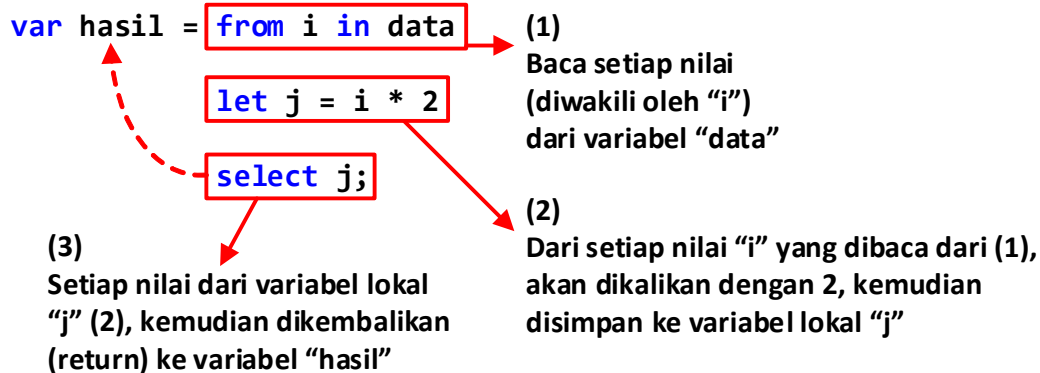 var hasil = from i in data
let j = i * 2
select j;
(1)
Baca setiap nilai
(diwakili oleh “i”)
dari variabel “data”
(2)
Dari setiap nilai “i” yang dibaca dari (1),
akan dikalikan dengan 2, kemudian
disimpan ke variabel lokal “j”
(3)
Setiap nilai dari variabel lokal
“j” (2), kemudian dikembalikan
(return) ke variabel “hasil”